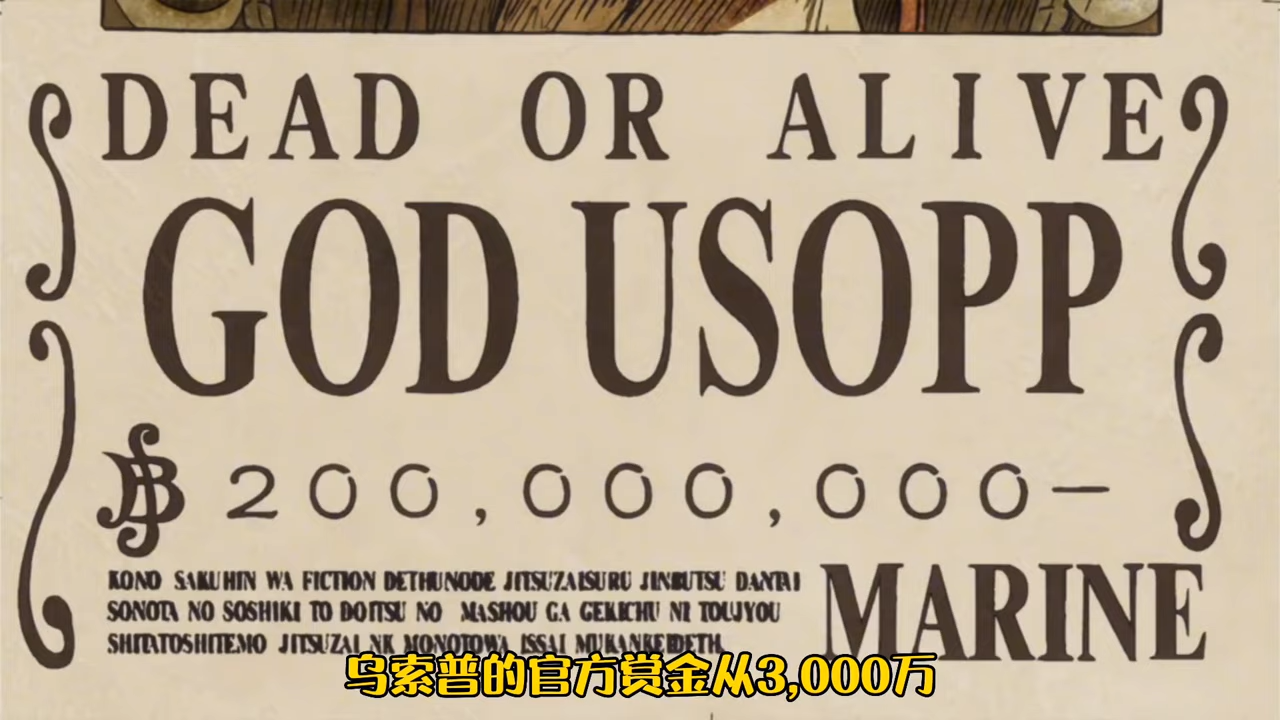 DEAD OR ALIVE
GOD USOPP
฿ 200,000,000—
KONO SAKUHIN WA FICTION DETHUNODE JITSUZAISURU JINBUTSU DANTAI
SONOTA NO SOSHIKI TO DOITSU NO MASHOU GA GEKICHU NI TOUJYOU
SHITATOSHITEMO JITSUZAI NK MONOTOWA ISSAI MUKANKEIDETH.
MARINE
乌索普的官方赏金从3,000万